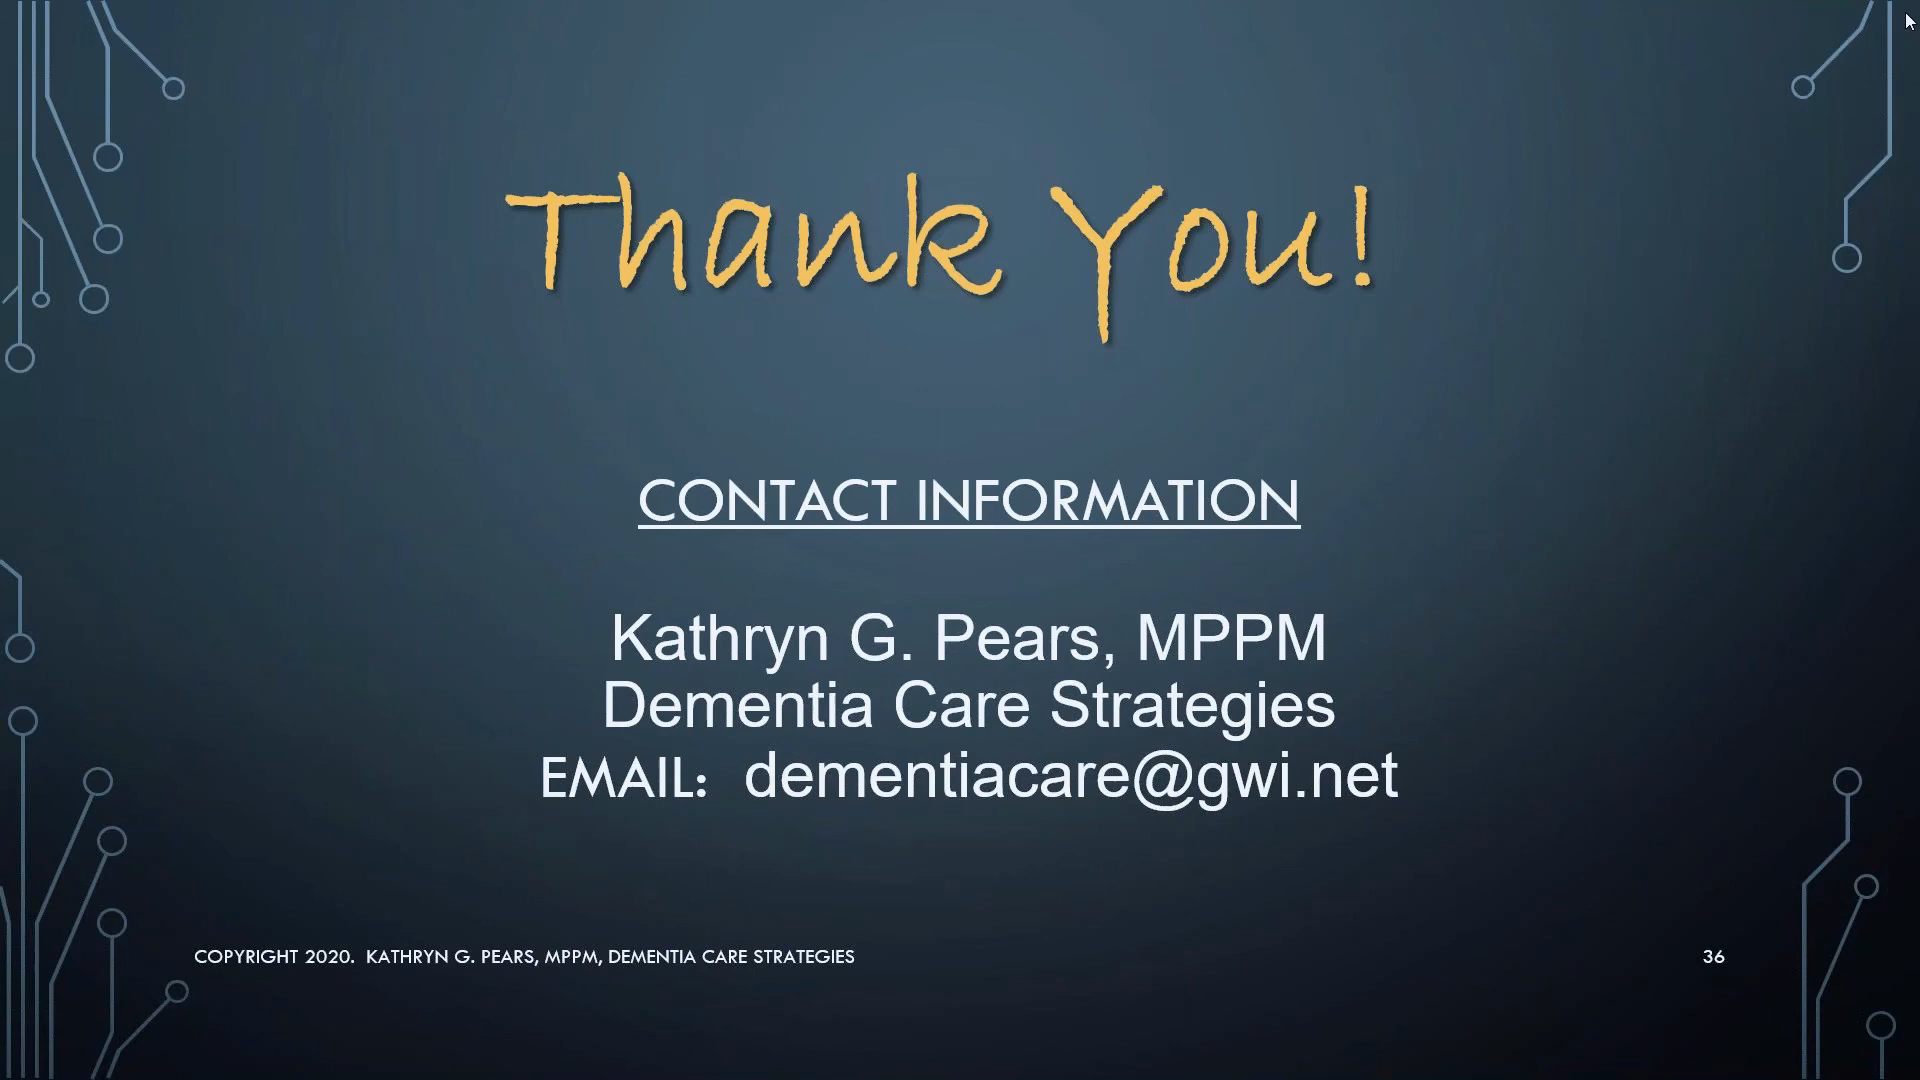 Thank You!
CONTACT INFORMATION
Kathryn G. Pears, MPPM
Dementia Care Strategies
EMAIL: dementiacare@gwi.net
COPYRIGHT 2020. KATHRYN G. PEARS, MPPM, DEMENTIA CARE STRATEGIES
36